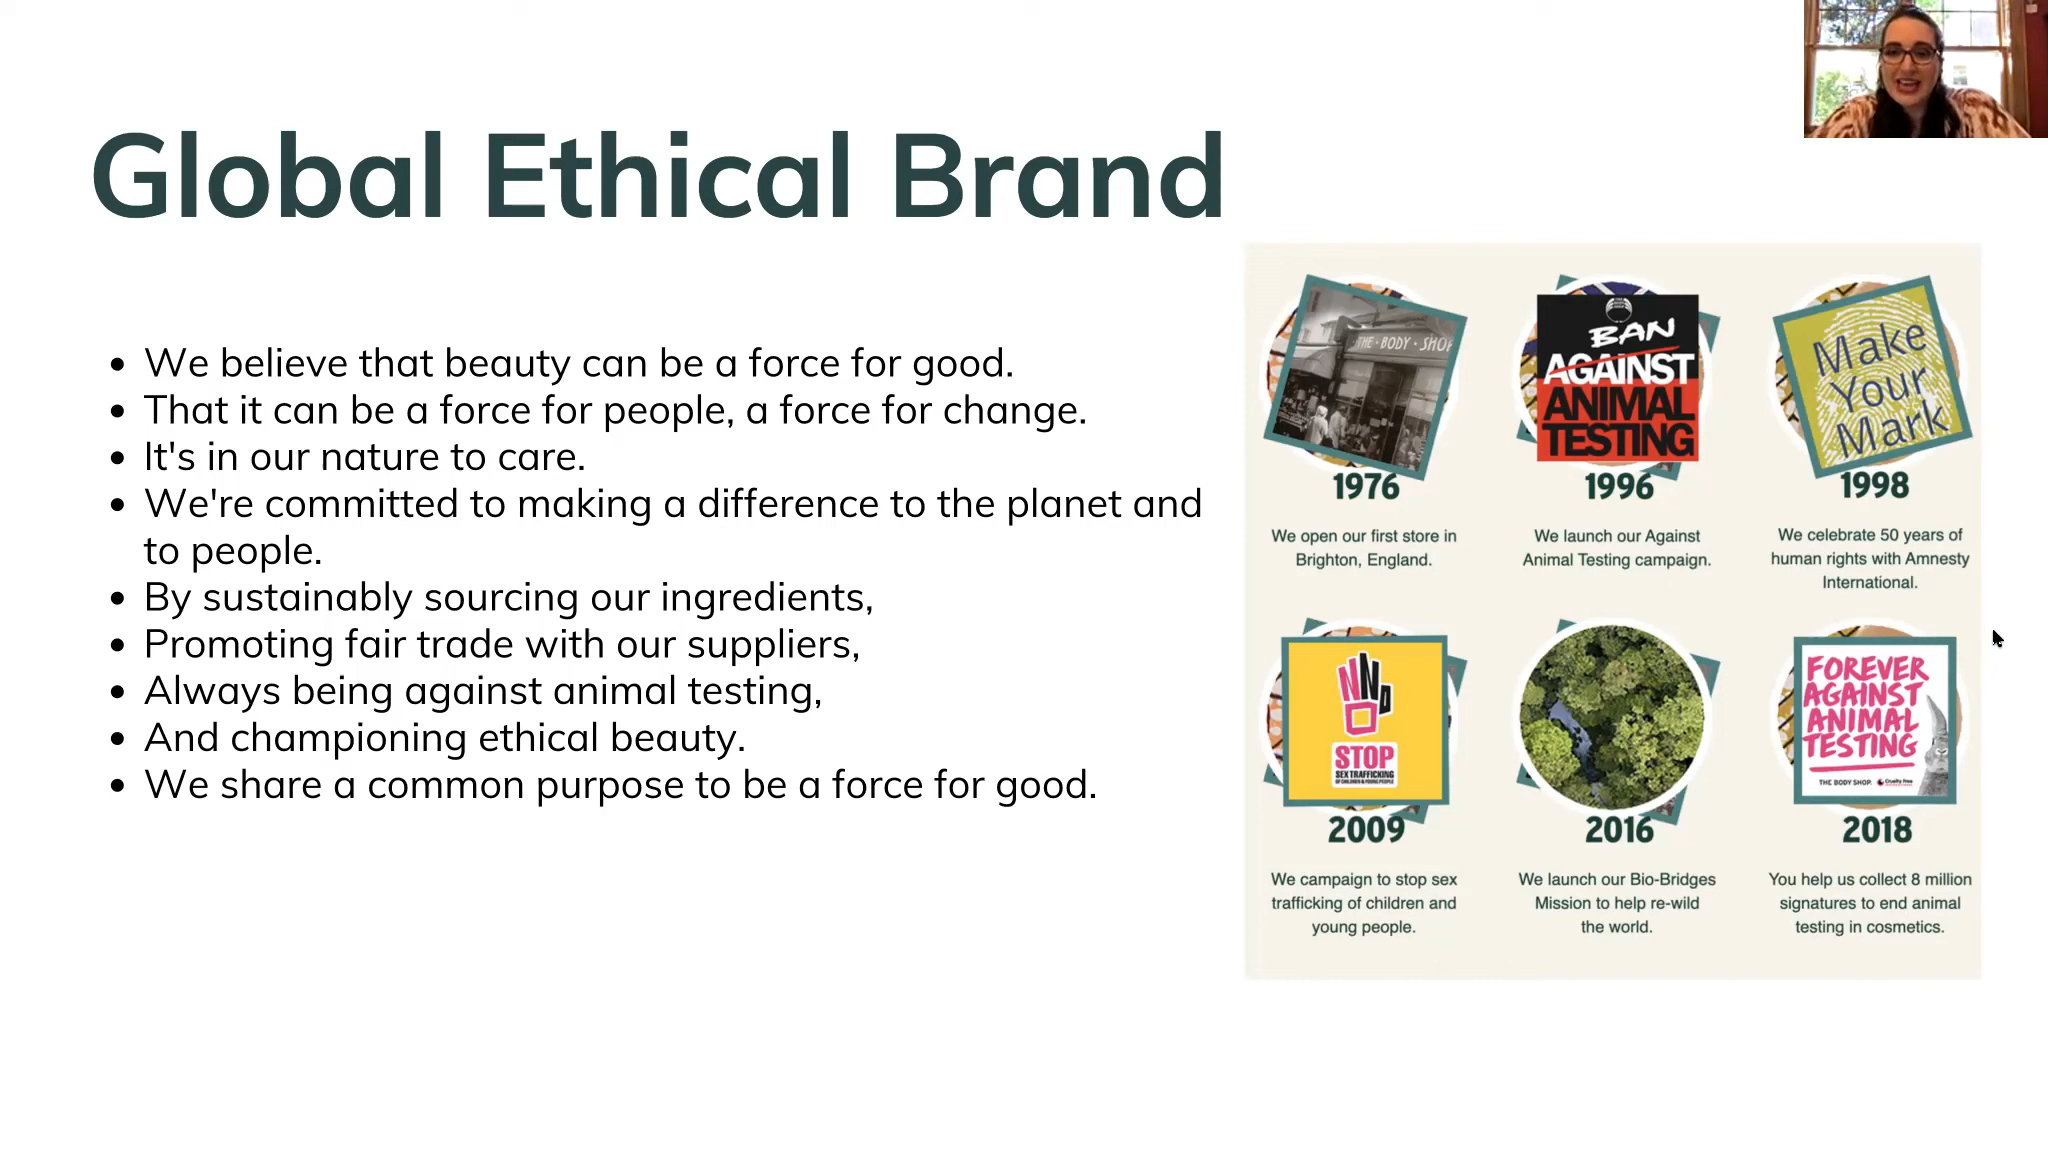 Global Ethical Brand
• We believe that beauty can be a force for good.
• That it can be a force for people, a force for change.
• It's in our nature to care.
• We're committed to making a difference to the planet and
to people.
• By sustainably sourcing our ingredients,
• Promoting fair trade with our suppliers,
• Always being against animal testing,
• And championing ethical beauty.
• We share a common purpose to be a force for good.
THE · BODY · SHOP
1976
We open our first store in
Brighton, England.
THE BODY SHOP
BAN
AGAINST
ANIMAL
TESTING
1996
We launch our Against
Animal Testing campaign.
Make
Your
Mark
1998
We celebrate 50 years of
human rights with Amnesty
International.
STOP
SEX TRAFFICKING
OF CHILDREN & YOUNG PEOPLE
2009
We campaign to stop sex
trafficking of children and
young people.
2016
We launch our Bio-Bridges
Mission to help re-wild
the world.
FOREVER
AGAINST
ANIMAL
TESTING
THE BODY SHOP. Cruelty Free
2018
You help us collect 8 million
signatures to end animal
testing in cosmetics.